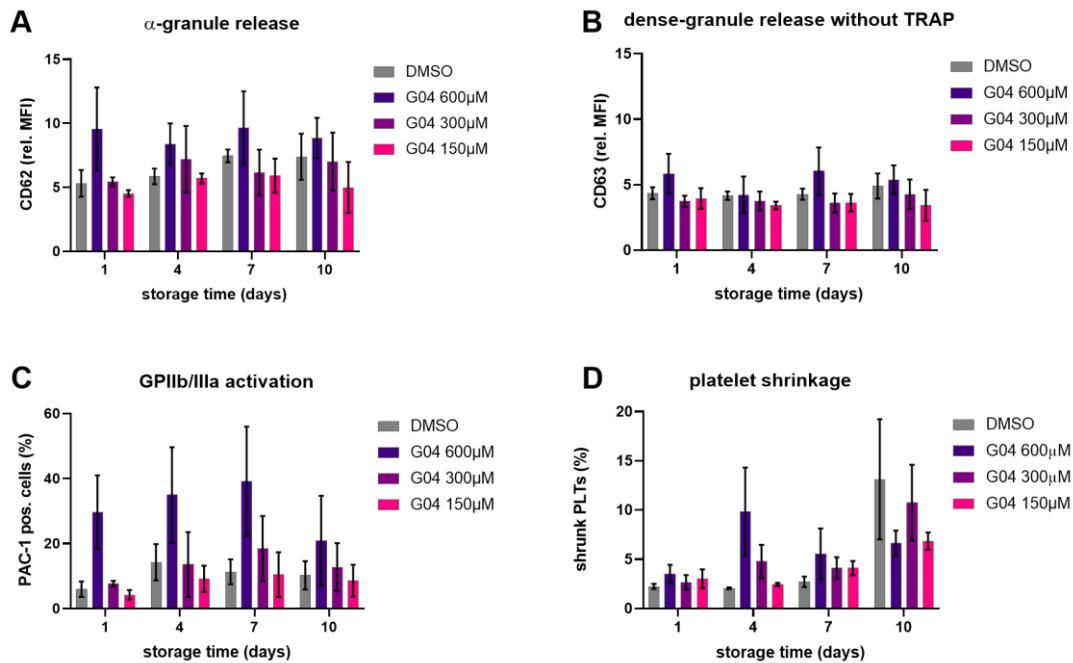 A α-granule release
15
10
5
0
CD62 (rel. MFI)
1 4 7 10
storage time (days)
DMSO
G04 600µM
G04 300µM
G04 150µM
B dense-granule release without TRAP
15
10
5
0
CD63 (rel. MFI)
1 4 7 10
storage time (days)
DMSO
G04 600µM
G04 300µM
G04 150µM
C GPIIb/IIIa activation
60
40
20
0
PAC-1 pos. cells (%)
1 4 7 10
storage time (days)
DMSO
G04 600µM
G04 300µM
G04 150µM
D platelet shrinkage
20
15
10
5
0
shrunk PLTs (%)
1 4 7 10
storage time (days)
DMSO
G04 600µM
G04 300µM
G04 150µM